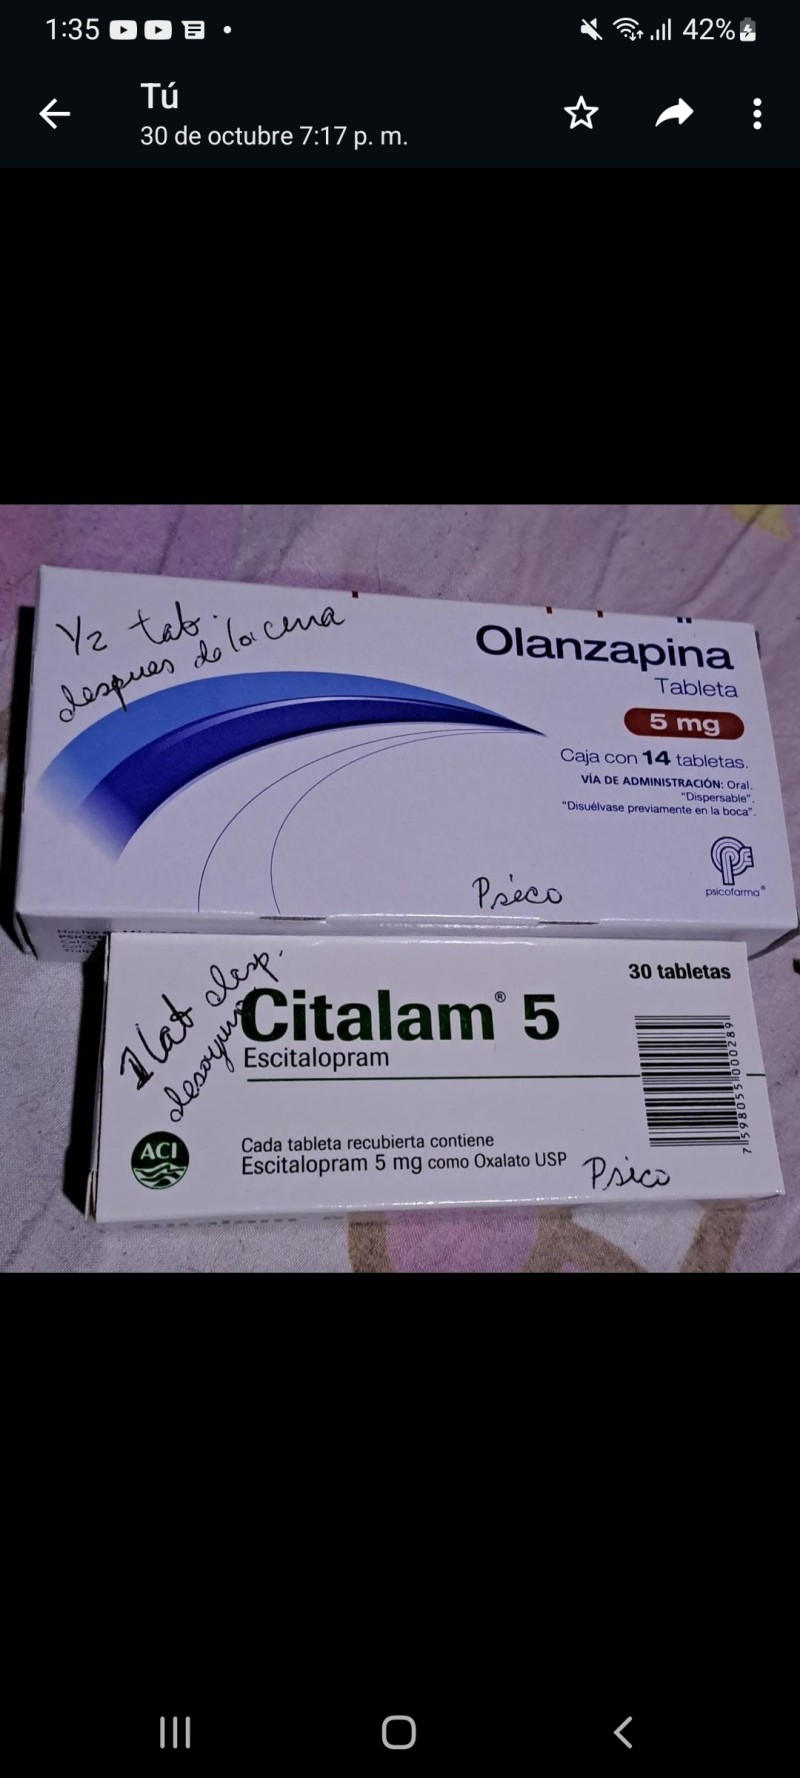 1:35
42%
Tú
30 de octubre 7:17 p. m.
1/2 tab.
despues de la cena
Olanzapina
Tableta
5 mg
Caja con 14 tabletas.
VÍA DE ADMINISTRACIÓN: Oral.
"Dispersable".
"Disuélvase previamente en la boca".
Psico
psicofarma®
1 tab desp.
desayuno
Citalam® 5
Escitalopram
30 tabletas
ACI
Cada tableta recubierta contiene
Escitalopram 5 mg como Oxalato USP
Psico
7 598055 000289